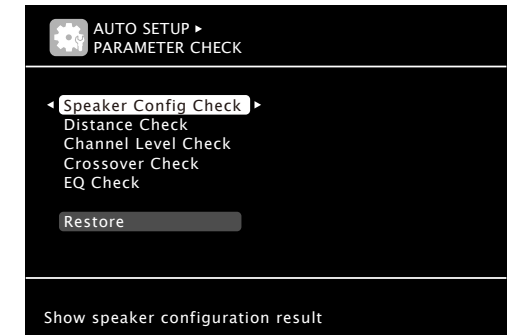 AUTO SETUP ▸
PARAMETER CHECK
◂ Speaker Config Check ▸
Distance Check
Channel Level Check
Crossover Check
EQ Check
Restore
Show speaker configuration result